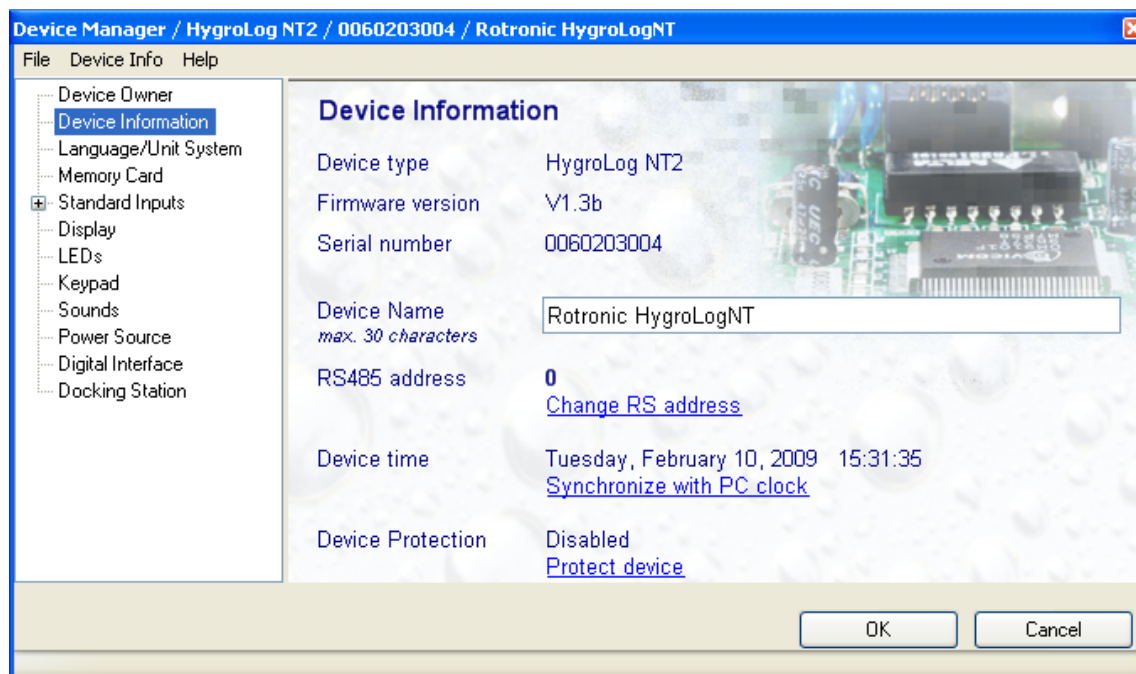 Device Manager / HygroLog NT2 / 0060203004 / Rotronic HygroLogNT
File Device Info Help
Device Owner
Device Information
Language/Unit System
Memory Card
Standard Inputs
Display
LEDs
Keypad
Sounds
Power Source
Digital Interface
Docking Station
Device Information
Device type HygroLog NT2
Firmware version V1.3b
Serial number 0060203004
Device Name Rotronic HygroLogNT
max. 30 characters
RS485 address 0
Change RS address
Device time Tuesday, February 10, 2009 15:31:35
Synchronize with PC clock
Device Protection Disabled
Protect device
OK Cancel